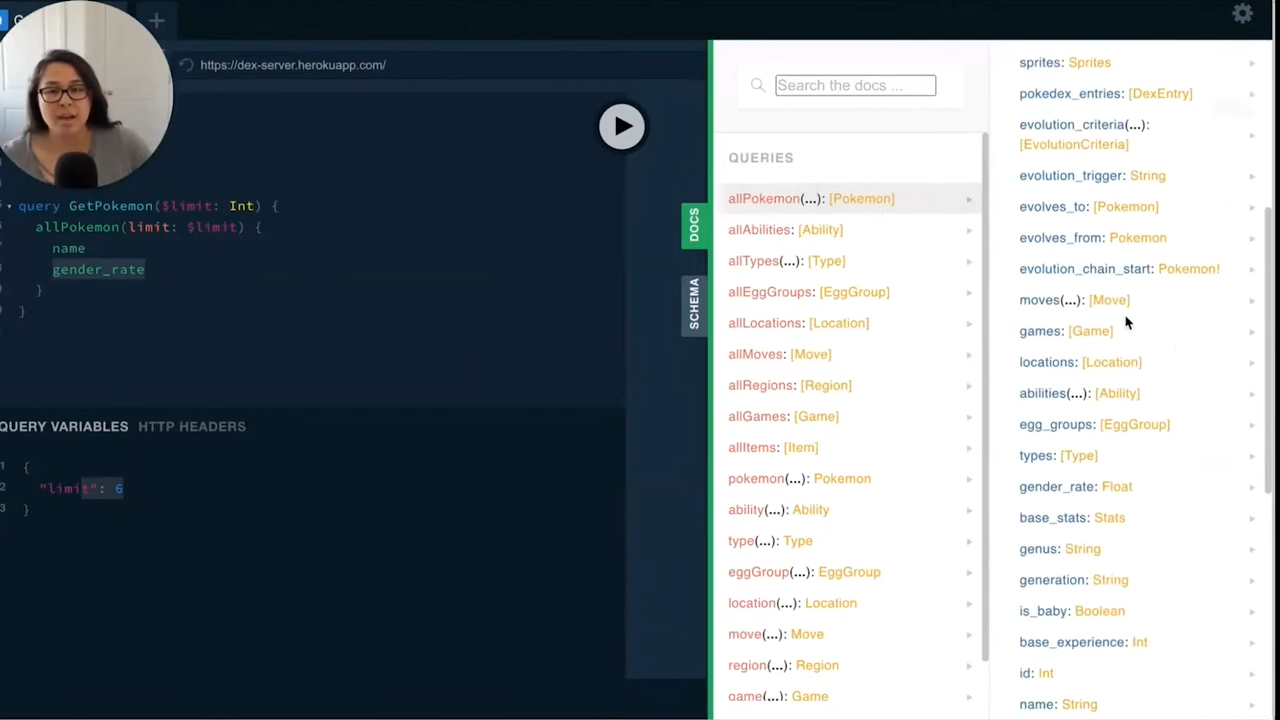 https://dex-server.herokuapp.com/
query GetPokemon($limit: Int) {
allPokemon(limit: $limit) {
name
gender_rate
}
}
QUERY VARIABLES HTTP HEADERS
1 {
2 "limit": 6
3 }
DOCS
SCHEMA
Search the docs ...
QUERIES
allPokemon(...): [Pokemon]
allAbilities: [Ability]
allTypes(...): [Type]
allEggGroups: [EggGroup]
allLocations: [Location]
allMoves: [Move]
allRegions: [Region]
allGames: [Game]
allItems: [Item]
pokemon(...): Pokemon
ability(...): Ability
type(...): Type
eggGroup(...): EggGroup
location(...): Location
move(...): Move
region(...): Region
game(...): Game
sprites: Sprites
pokedex_entries: [DexEntry]
evolution_criteria(...):
[EvolutionCriteria]
evolution_trigger: String
evolves_to: [Pokemon]
evolves_from: Pokemon
evolution_chain_start: Pokemon!
moves(...): [Move]
games: [Game]
locations: [Location]
abilities(...): [Ability]
egg_groups: [EggGroup]
types: [Type]
gender_rate: Float
base_stats: Stats
genus: String
generation: String
is_baby: Boolean
base_experience: Int
id: Int
name: String